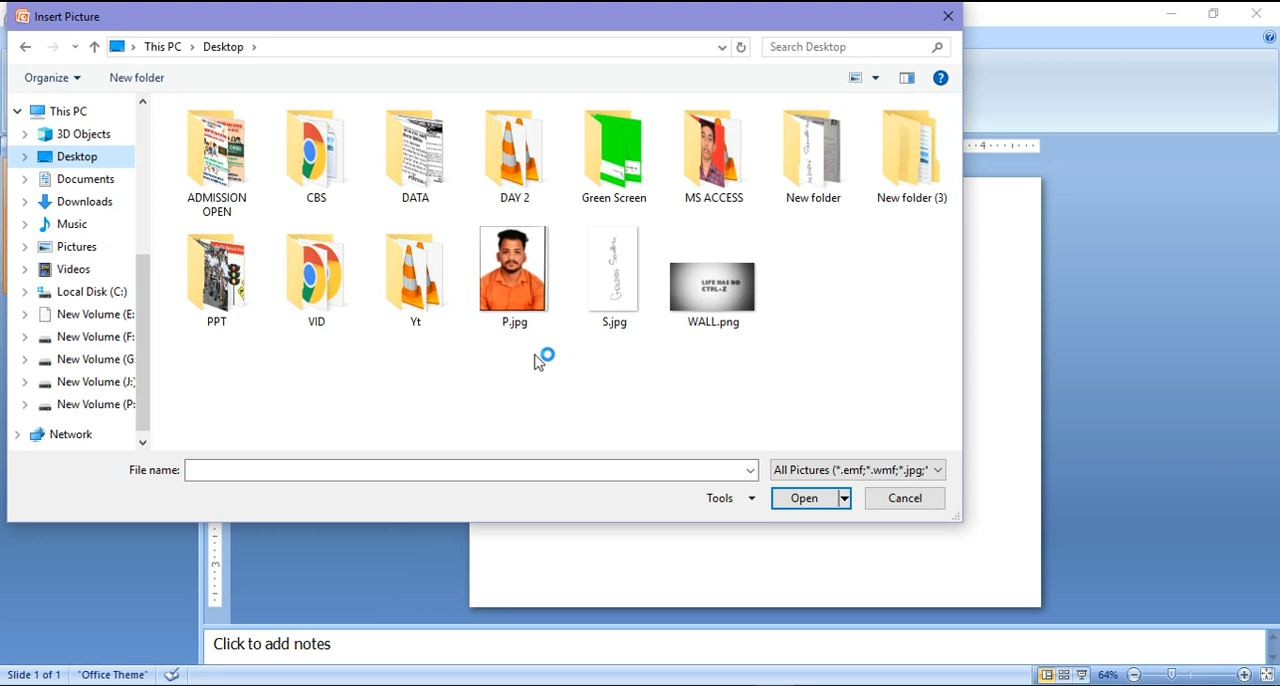 Insert Picture
This PC
Desktop
Search Desktop
Organize
New folder
This PC
3D Objects
Desktop
Documents
Downloads
Music
Pictures
Videos
Local Disk (C:)
New Volume (E:
New Volume (F:
New Volume (G:
New Volume (J:)
New Volume (P:
Network
ADMISSION
OPEN
CBS
DATA
DAY 2
Green Screen
MS ACCESS
New folder
New folder (3)
PPT
VID
Yt
P.jpg
S.jpg
LIFE HAS NO
CTRL+Z
WALL.png
File name:
All Pictures (*.emf;*.wmf;*.jpg;*
Tools
Open
Cancel
4
3
Click to add notes
Slide 1 of 1
"Office Theme"
64%